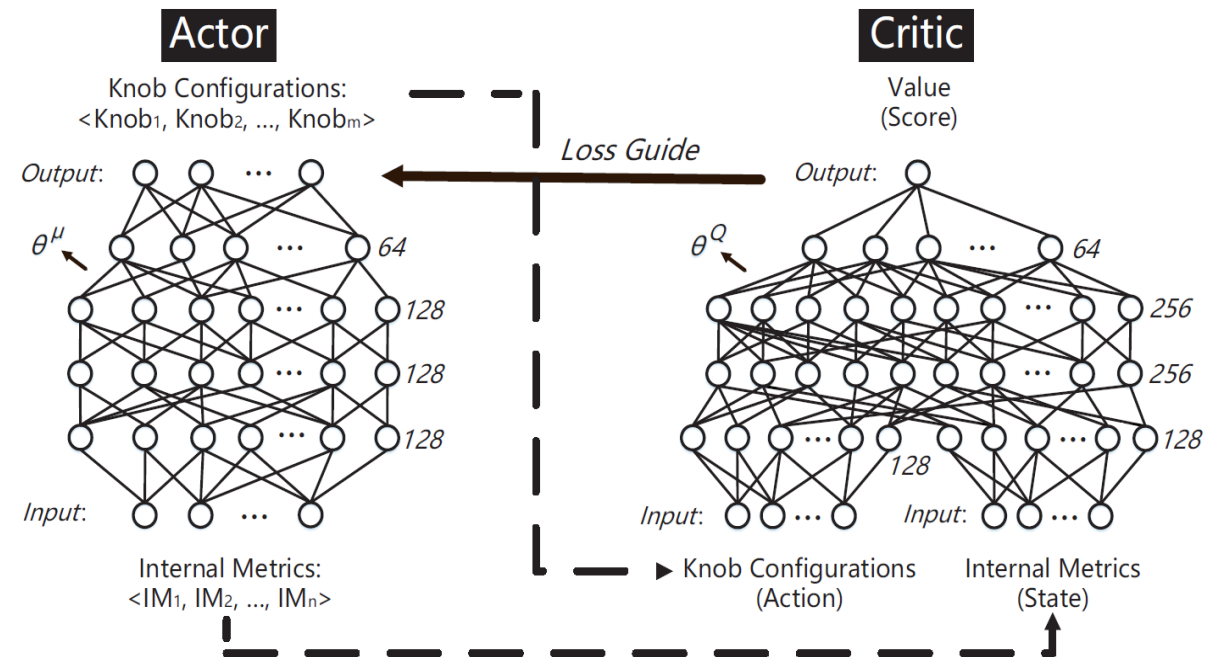 Actor
Knob Configurations:
<Knob1, Knob2, ..., Knobm>
Output:
...
θμ
...
64
...
128
...
128
...
128
Input:
...
Internal Metrics:
<IM1, IM2, ..., IMn>
Loss Guide
Critic
Value
(Score)
Output:
θQ
...
64
...
256
...
256
...
128
...
128
Input:
...
Input:
...
Knob Configurations
(Action)
Internal Metrics
(State)